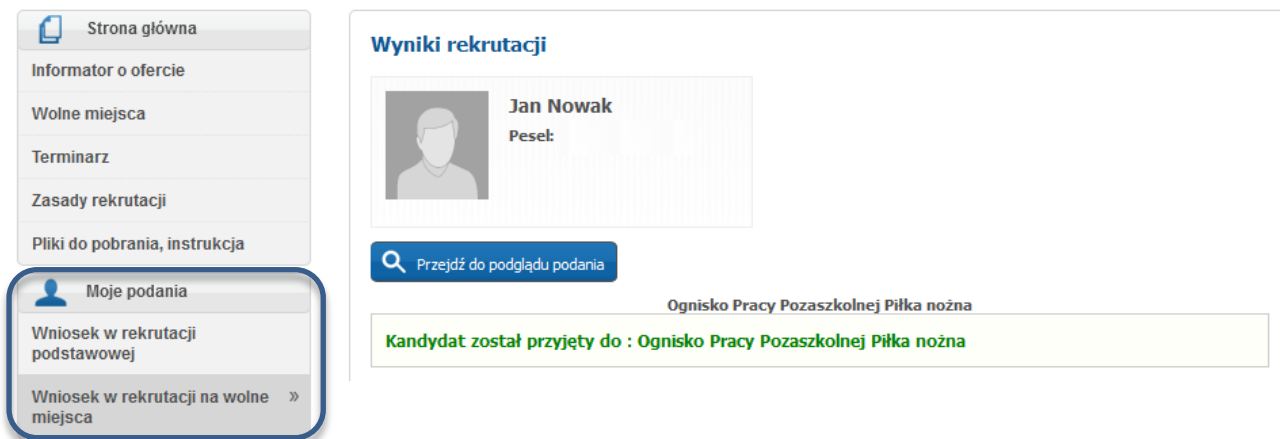 Strona główna
Informator o ofercie
Wolne miejsca
Terminarz
Zasady rekrutacji
Pliki do pobrania, instrukcja
Moje podania
Wniosek w rekrutacji
podstawowej
Wniosek w rekrutacji na wolne »
miejsca
Wyniki rekrutacji
Jan Nowak
Pesel:
Przejdź do podglądu podania
Ognisko Pracy Pozaszkolnej Piłka nożna
Kandydat został przyjęty do : Ognisko Pracy Pozaszkolnej Piłka nożna